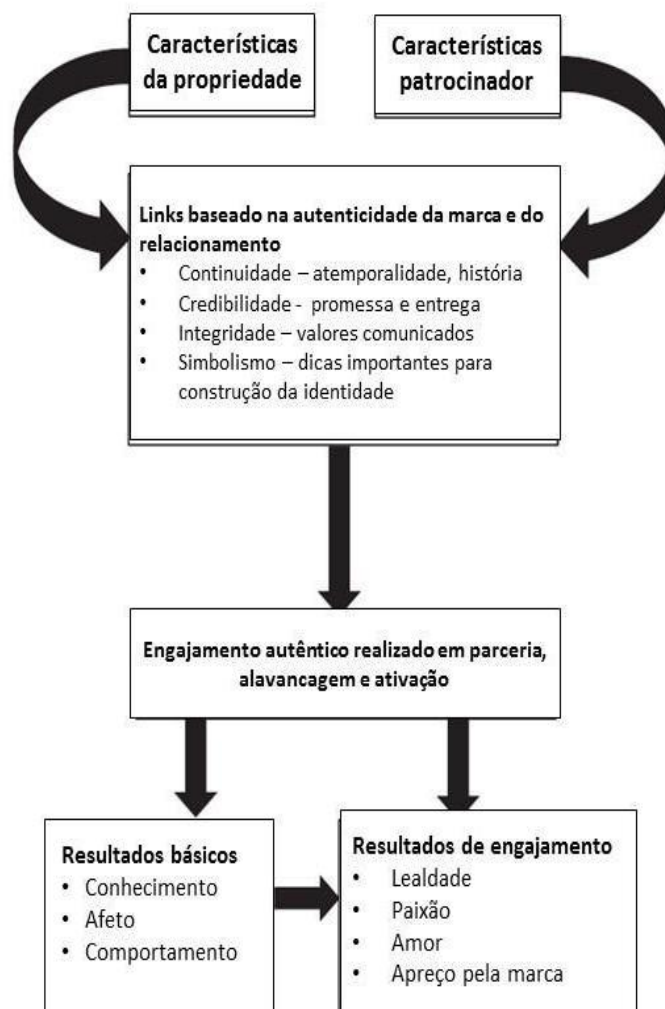 Características
da propriedade
Características
patrocinador
Links baseado na autenticidade da marca e do
relacionamento
• Continuidade – atemporalidade, história
• Credibilidade - promessa e entrega
• Integridade – valores comunicados
• Simbolismo – dicas importantes para
construção da identidade
Engajamento autêntico realizado em parceria,
alavancagem e ativação
Resultados básicos
• Conhecimento
• Afeto
• Comportamento
Resultados de engajamento
• Lealdade
• Paixão
• Amor
• Apreço pela marca